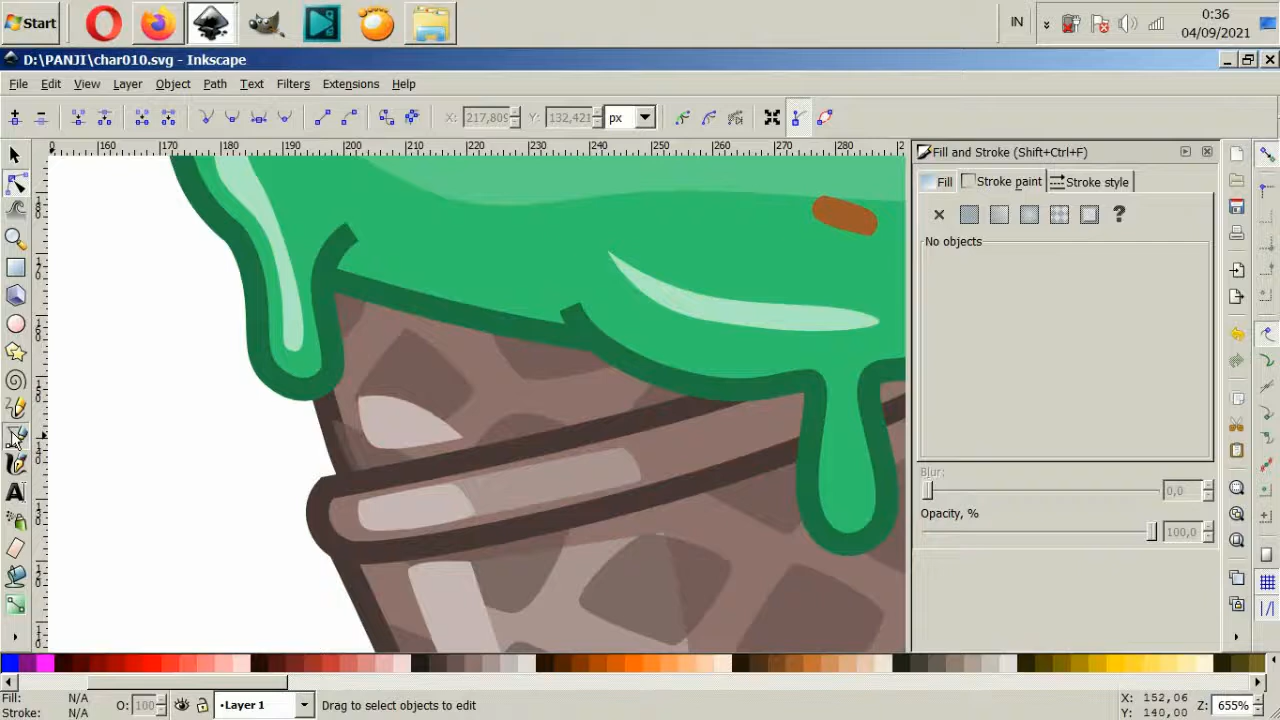 Start
IN
0:36
04/09/2021
D:\PANJI\char010.svg - Inkscape
File Edit View Layer Object Path Text Filters Extensions Help
X: 217,809 Y: 132,421 px
160 170 180 190 200 210 220 230 240 250 260 270 280
Fill and Stroke (Shift+Ctrl+F)
Fill Stroke paint Stroke style
?
No objects
Blur:
0,0
Opacity, %
100,0
Fill: N/A
Stroke: N/A
O: 100
•Layer 1
Drag to select objects to edit
X: 152,06
Y: 140,00
Z: 655%